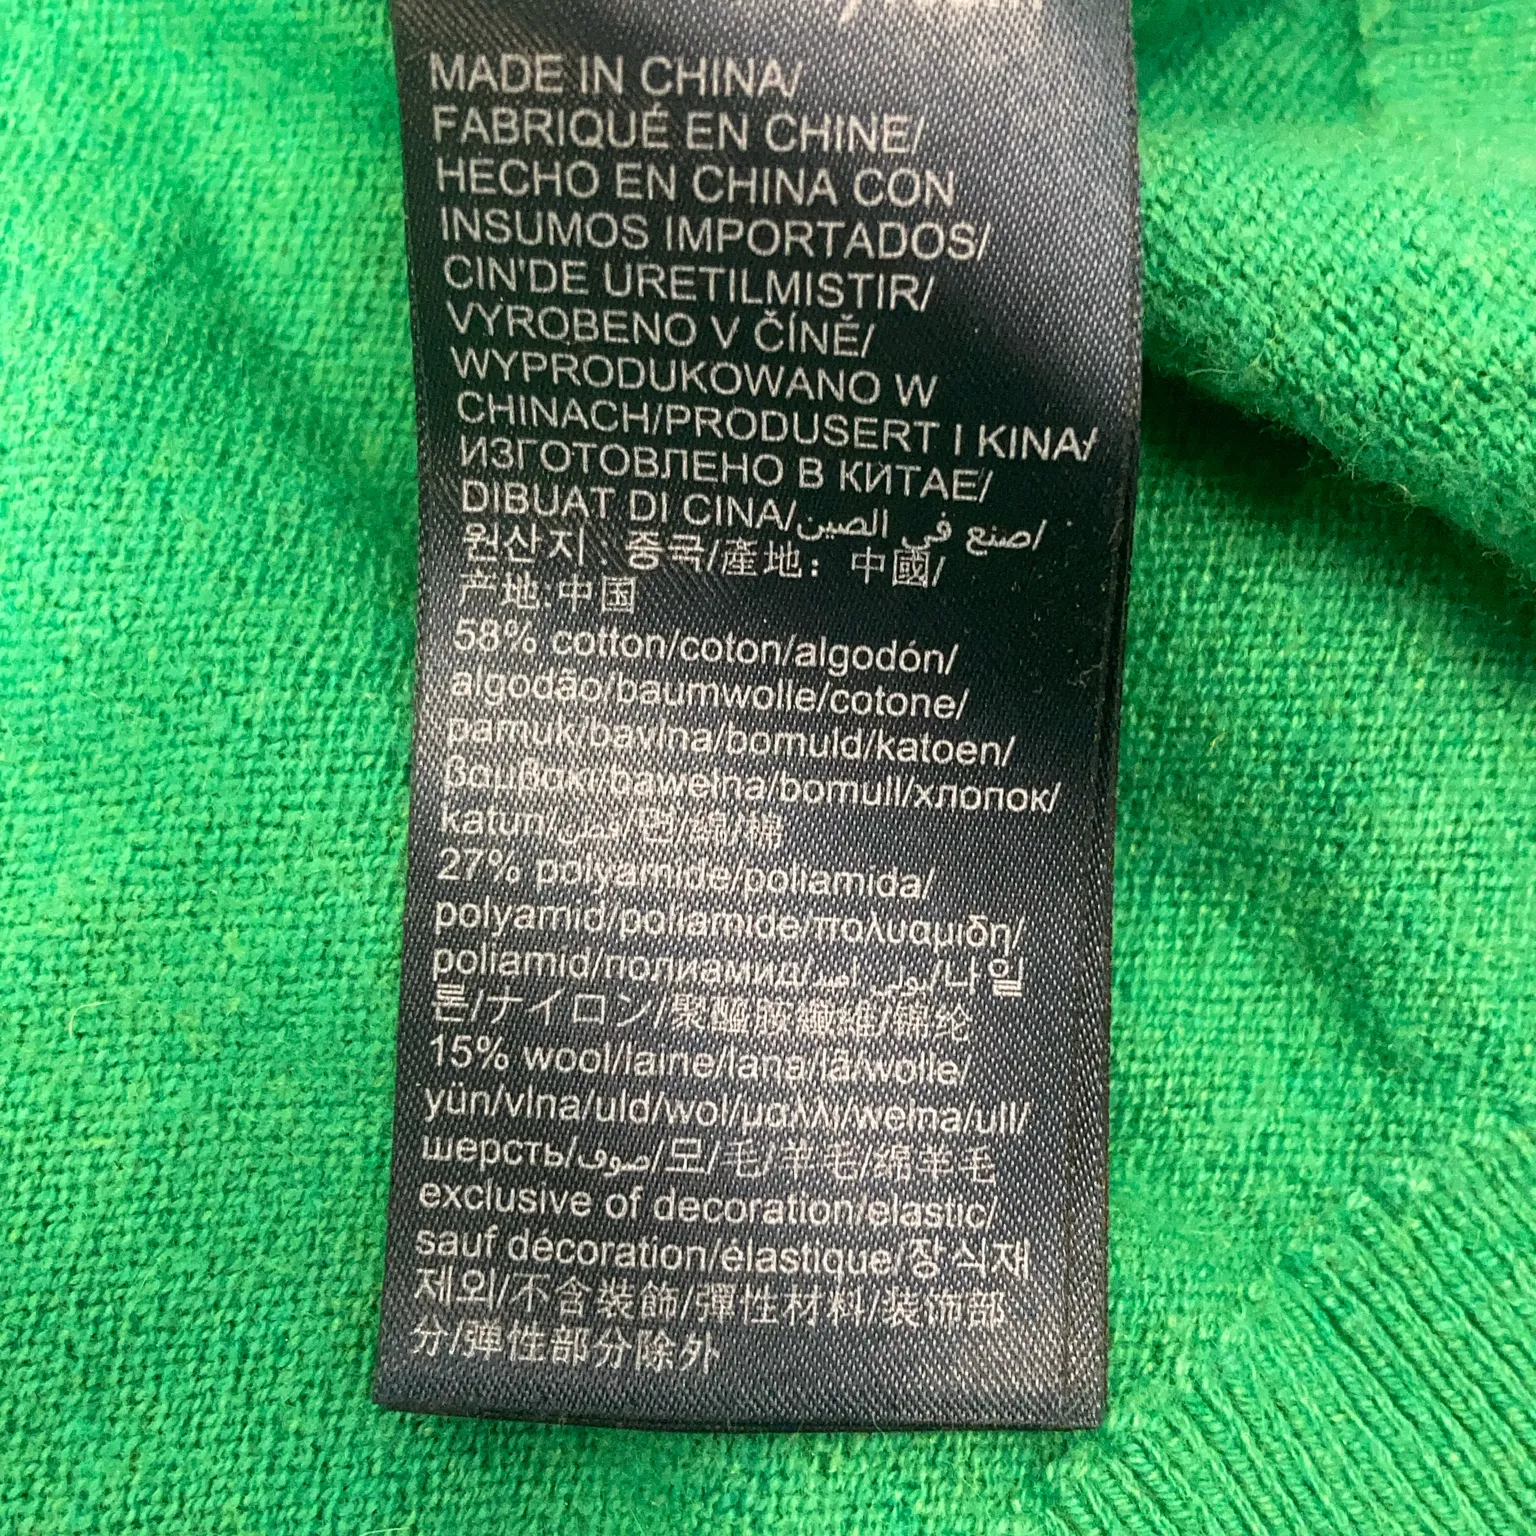 MADE IN CHINA/
FABRIQUÉ EN CHINE/
HECHO EN CHINA CON
INSUMOS IMPORTADOS/
CIN'DE URETILMISTIR/
VYROBENO V ČÍNĚ/
WYPRODUKOWANO W
CHINACH/PRODUSERT I KINA/
ИЗГОТОВЛЕНО В КИТАЕ/
DIBUAT DI CINA/صنع في الصين/
원산지: 중국/產地: 中國/
产地:中国
58% cotton/coton/algodón/
algodão/baumwolle/cotone/
pamuk/bavlna/bomuld/katoen/
βαμβακι/bawełna/bomull/хлопок/
katun/قطن/면/綿/棉
27% polyamide/poliamida/
polyamid/poliamide/πολυαμιδη/
poliamid/полиамид/بولي أميد/나일
론/ナイロン/聚醯胺纖維/锦纶
15% wool/laine/lana/lã/wolle/
yün/vlna/uld/wol/μαλλι/wełna/ull/
шерсть/صوف/모/毛/羊毛/绵羊毛
exclusive of decoration/elastic/
sauf décoration/élastique/장식재
제외/不含裝飾/彈性材料/装饰部
分/弹性部分除外